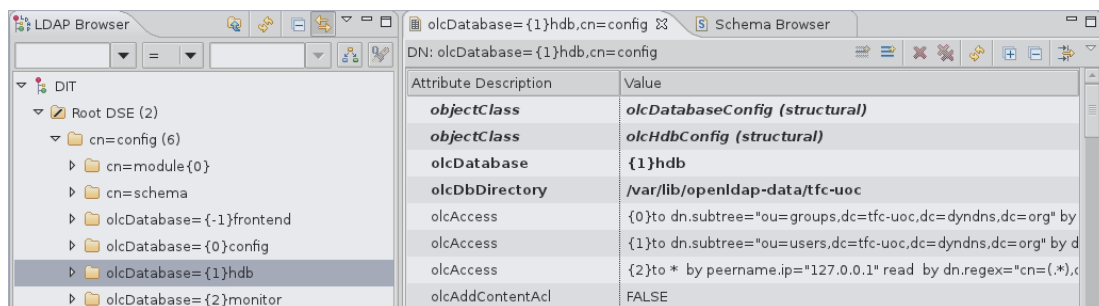 LDAP Browser
=
DIT
Root DSE (2)
cn=config (6)
cn=module{0}
cn=schema
olcDatabase={-1}frontend
olcDatabase={0}config
olcDatabase={1}hdb
olcDatabase={2}monitor
olcDatabase={1}hdb,cn=config
Schema Browser
DN: olcDatabase={1}hdb,cn=config
Attribute Description Value
objectClass olcDatabaseConfig (structural)
objectClass olcHdbConfig (structural)
olcDatabase {1}hdb
olcDbDirectory /var/lib/openldap-data/tfc-uoc
olcAccess {0}to dn.subtree="ou=groups,dc=tfc-uoc,dc=dyndns,dc=org" by
olcAccess {1}to dn.subtree="ou=users,dc=tfc-uoc,dc=dyndns,dc=org" by d
olcAccess {2}to * by peername.ip="127.0.0.1" read by dn.regex="cn=(.*),
olcAddContentAcl FALSE